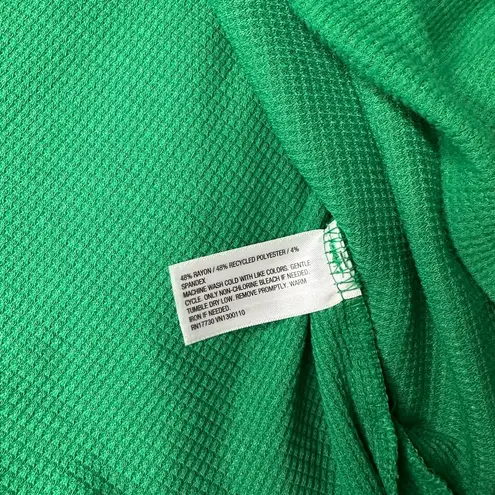 48% RAYON / 48% RECYCLED POLYESTER / 4%
SPANDEX
MACHINE WASH COLD WITH LIKE COLORS. GENTLE
CYCLE. ONLY NON-CHLORINE BLEACH IF NEEDED.
TUMBLE DRY LOW. REMOVE PROMPTLY. WARM
IRON IF NEEDED.
RN17730 VN1300110